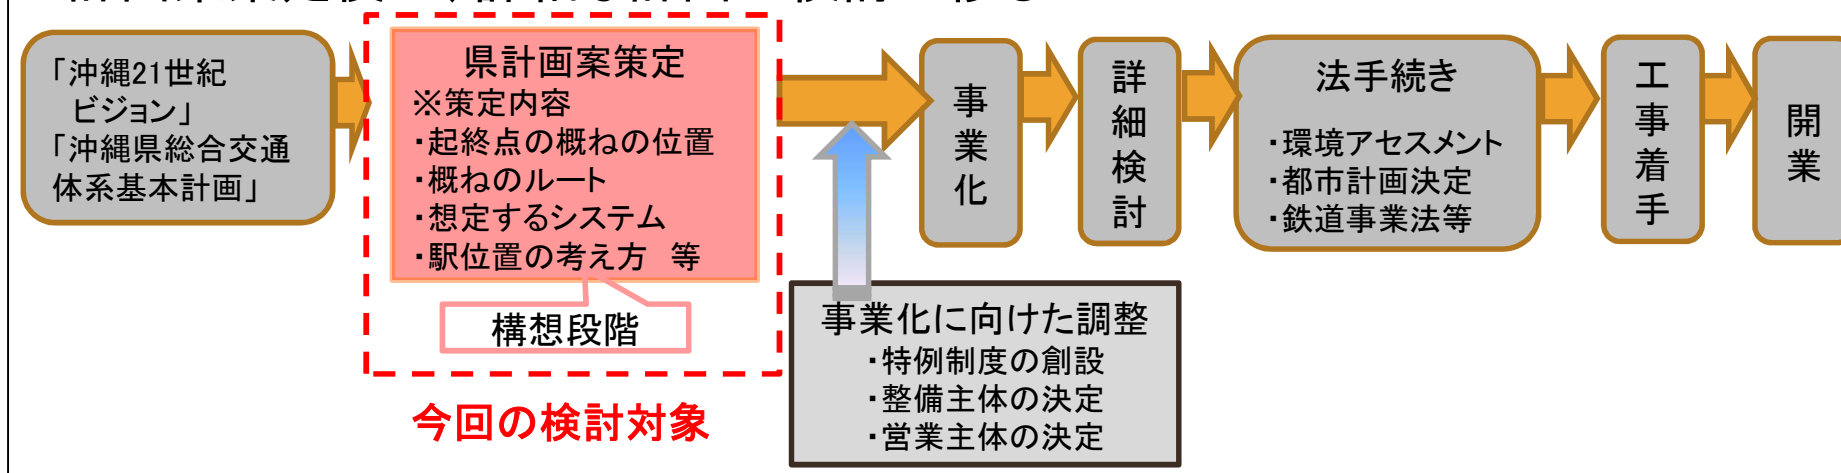 「沖縄21世紀
ビジョン」
「沖縄県総合交通
体系基本計画」
県計画案策定
※策定内容
・起終点の概ねの位置
・概ねのルート
・想定するシステム
・駅位置の考え方　等
構想段階
今回の検討対象
事業化に向けた調整
・特例制度の創設
・整備主体の決定
・営業主体の決定
事業化
詳細検討
法手続き
・環境アセスメント
・都市計画決定
・鉄道事業法等
工事着手
開業